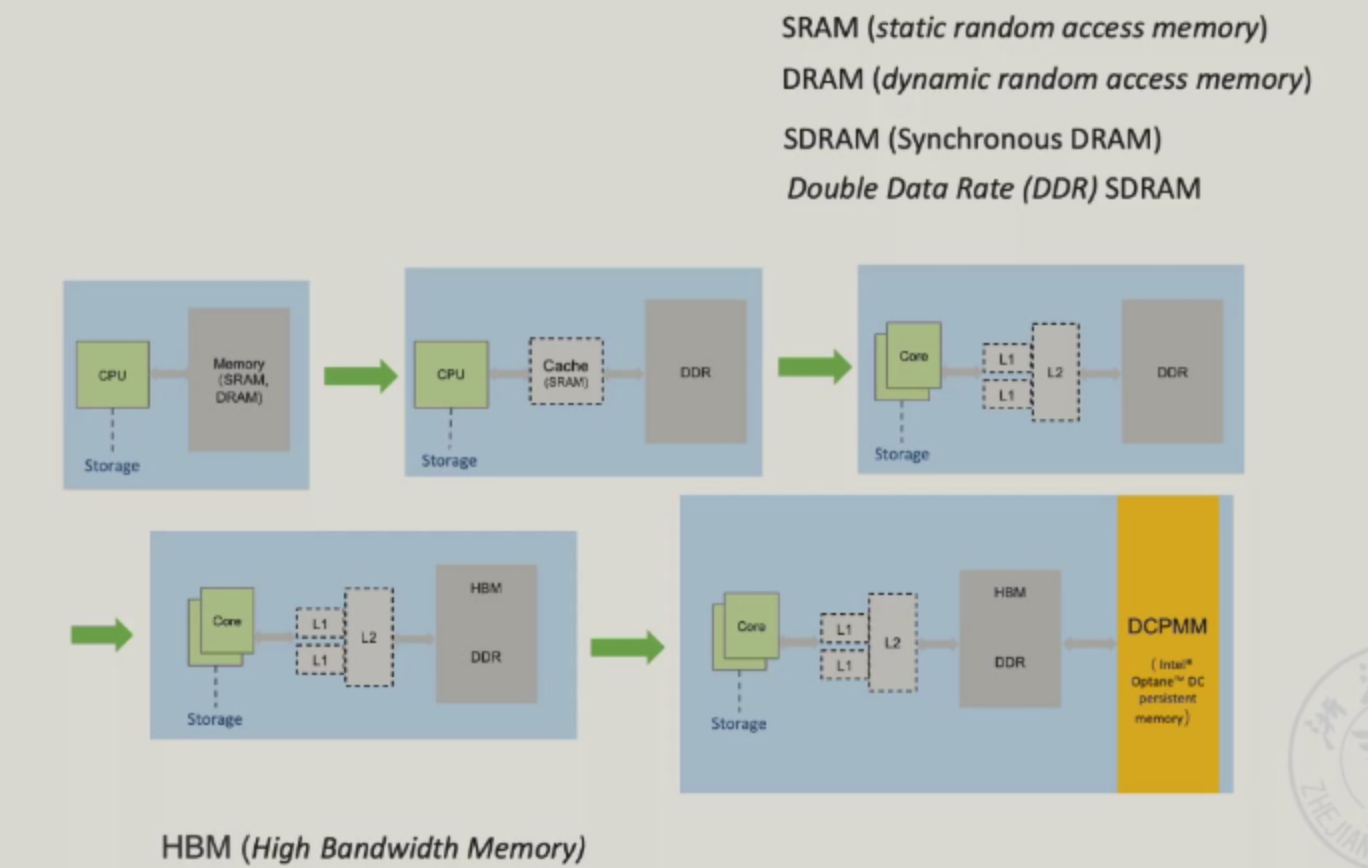 SRAM (static random access memory)
DRAM (dynamic random access memory)
SDRAM (Synchronous DRAM)
Double Data Rate (DDR) SDRAM
CPU
Memory
(SRAM,
DRAM)
Storage
CPU
Cache
(SRAM)
DDR
Storage
Core
L1
L1
L2
DDR
Storage
Core
L1
L1
L2
HBM
DDR
Storage
Core
L1
L1
L2
HBM
DDR
Storage
DCPMM
( Intel®
Optane™ DC
persistent
memory)
HBM (High Bandwidth Memory)